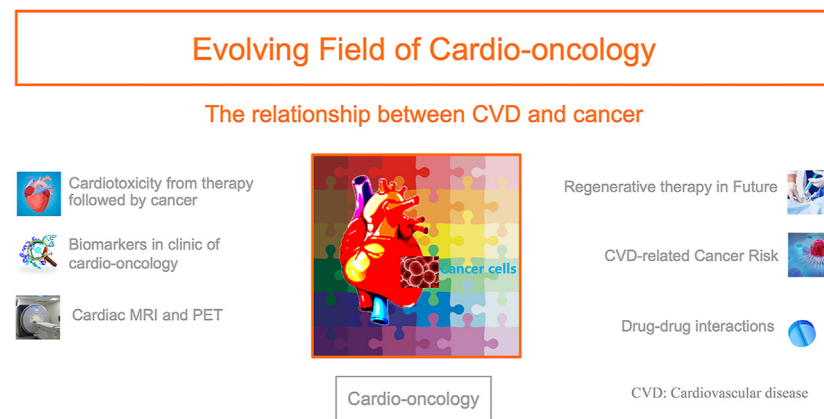 Evolving Field of Cardio-oncology
The relationship between CVD and cancer
Cardiotoxicity from therapy
followed by cancer
Biomarkers in clinic of
cardio-oncology
Cardiac MRI and PET
Cancer cells
Regenerative therapy in Future
CVD-related Cancer Risk
Drug-drug interactions
Cardio-oncology
CVD: Cardiovascular disease